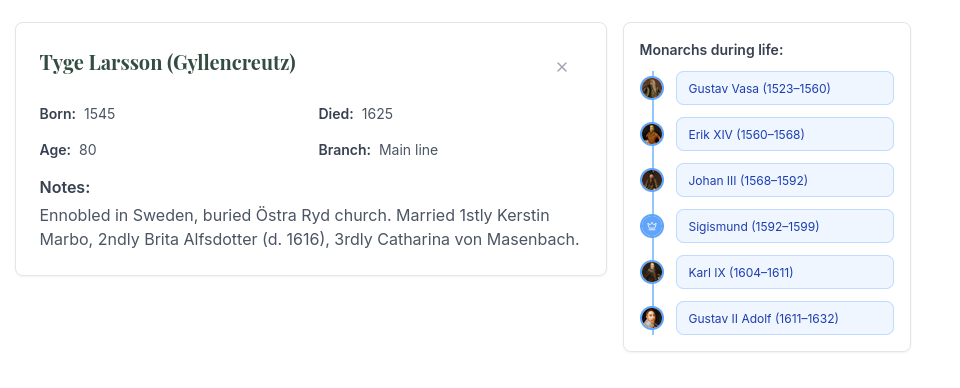 Tyge Larsson (Gyllencreutz)
Born: 1545
Died: 1625
Age: 80
Branch: Main line
Notes:
Ennobled in Sweden, buried Östra Ryd church. Married 1stly Kerstin
Marbo, 2ndly Brita Alfsdotter (d. 1616), 3rdly Catharina von Masenbach.
Monarchs during life:
Gustav Vasa (1523–1560)
Erik XIV (1560–1568)
Johan III (1568–1592)
Sigismund (1592–1599)
Karl IX (1604–1611)
Gustav II Adolf (1611–1632)